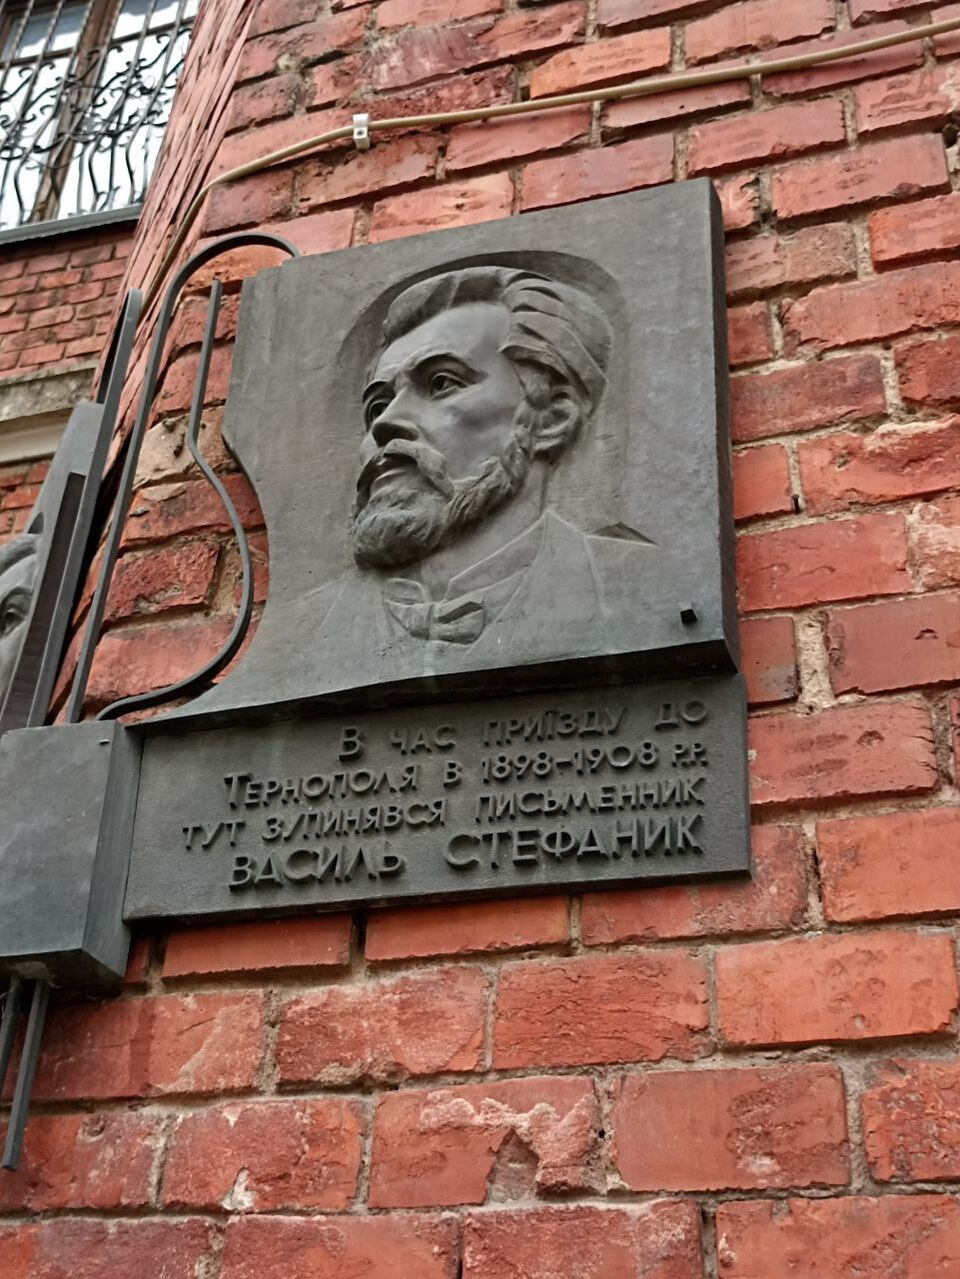 В ЧАС ПРИЇЗДУ ДО
ТЕРНОПОЛЯ В 1898-1908 Р.Р.
ТУТ ЗУПИНЯВСЯ ПИСЬМЕННИК
ВАСИЛЬ СТЕФАНИК